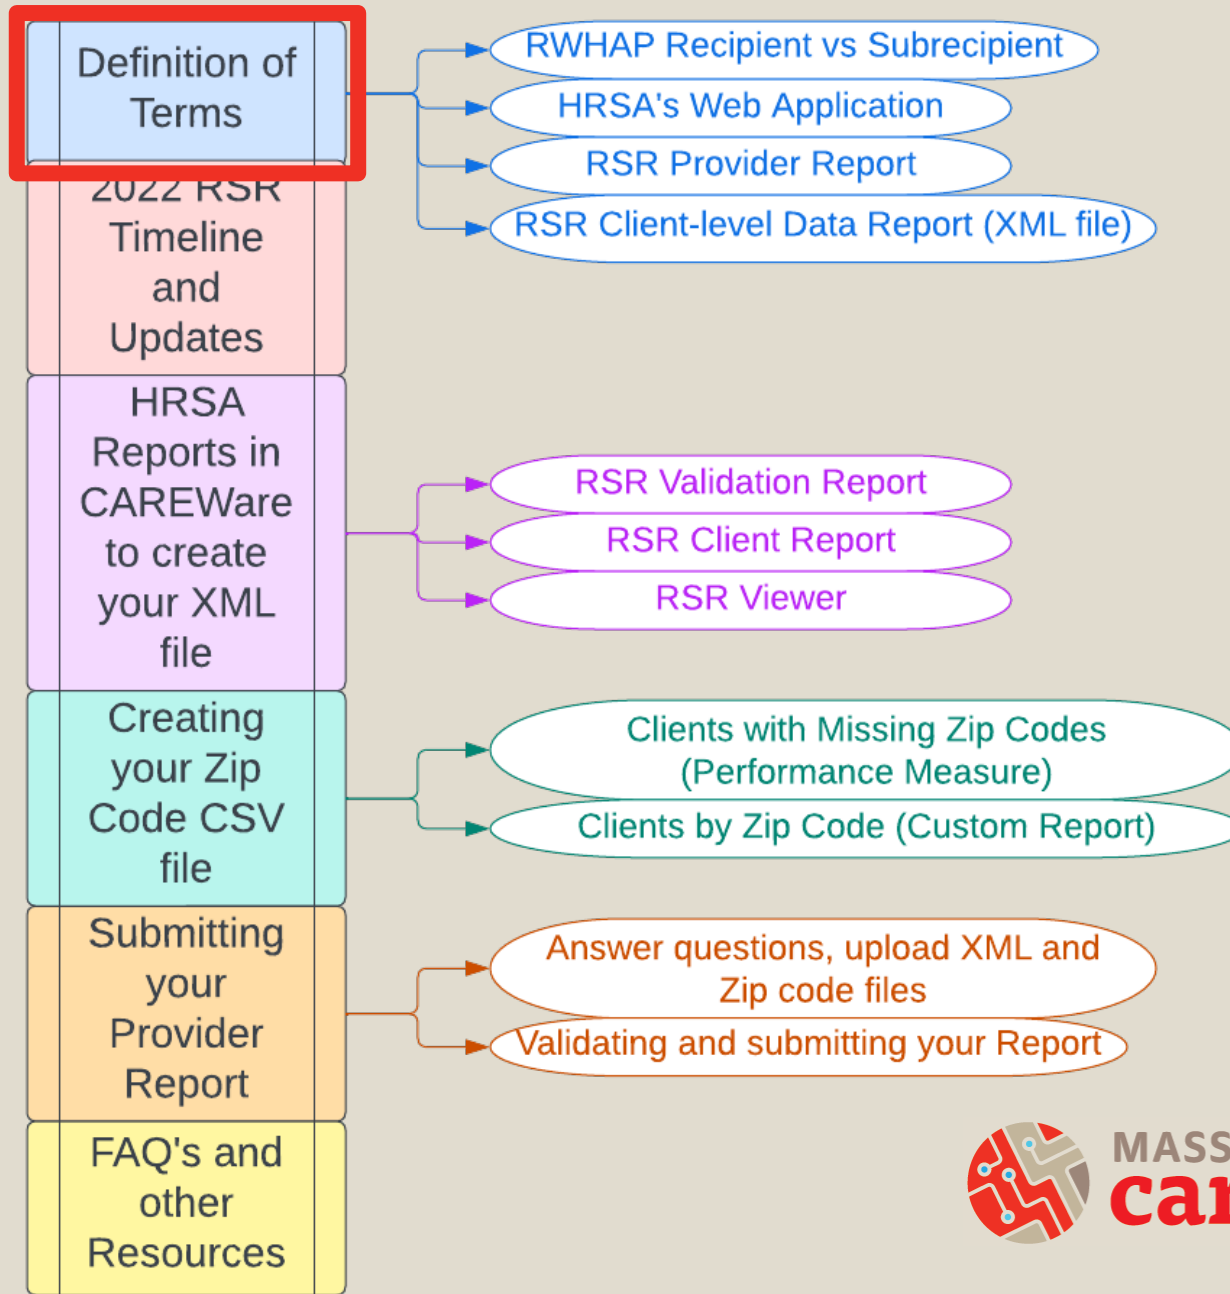 Definition of
Terms
RWHAP Recipient vs Subrecipient
HRSA's Web Application
RSR Provider Report
RSR Client-level Data Report (XML file)
2022 RSR
Timeline
and
Updates
HRSA
Reports in
CAREWare
to create
your XML
file
RSR Validation Report
RSR Client Report
RSR Viewer
Creating
your Zip
Code CSV
file
Clients with Missing Zip Codes
(Performance Measure)
Clients by Zip Code (Custom Report)
Submitting
your
Provider
Report
Answer questions, upload XML and
Zip code files
Validating and submitting your Report
FAQ's and
other
Resources
MASS